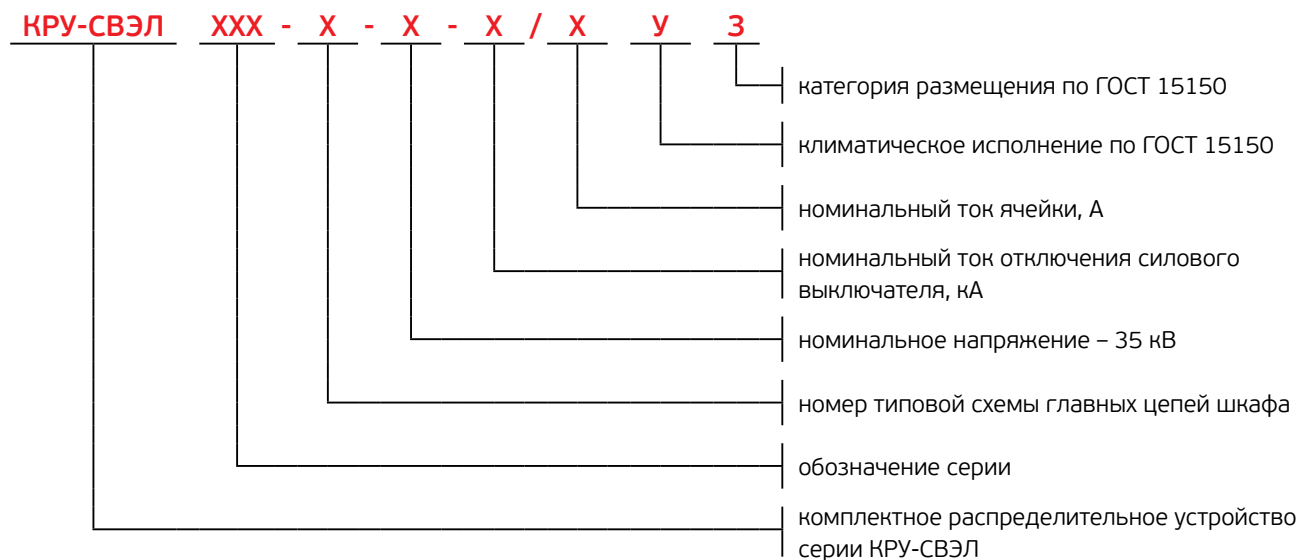 КРУ-СВЭЛ XXX - X - X - X / X У 3
категория размещения по ГОСТ 15150
климатическое исполнение по ГОСТ 15150
номинальный ток ячейки, А
номинальный ток отключения силового
выключателя, кА
номинальное напряжение – 35 кВ
номер типовой схемы главных цепей шкафа
обозначение серии
комплектное распределительное устройство
серии КРУ-СВЭЛ